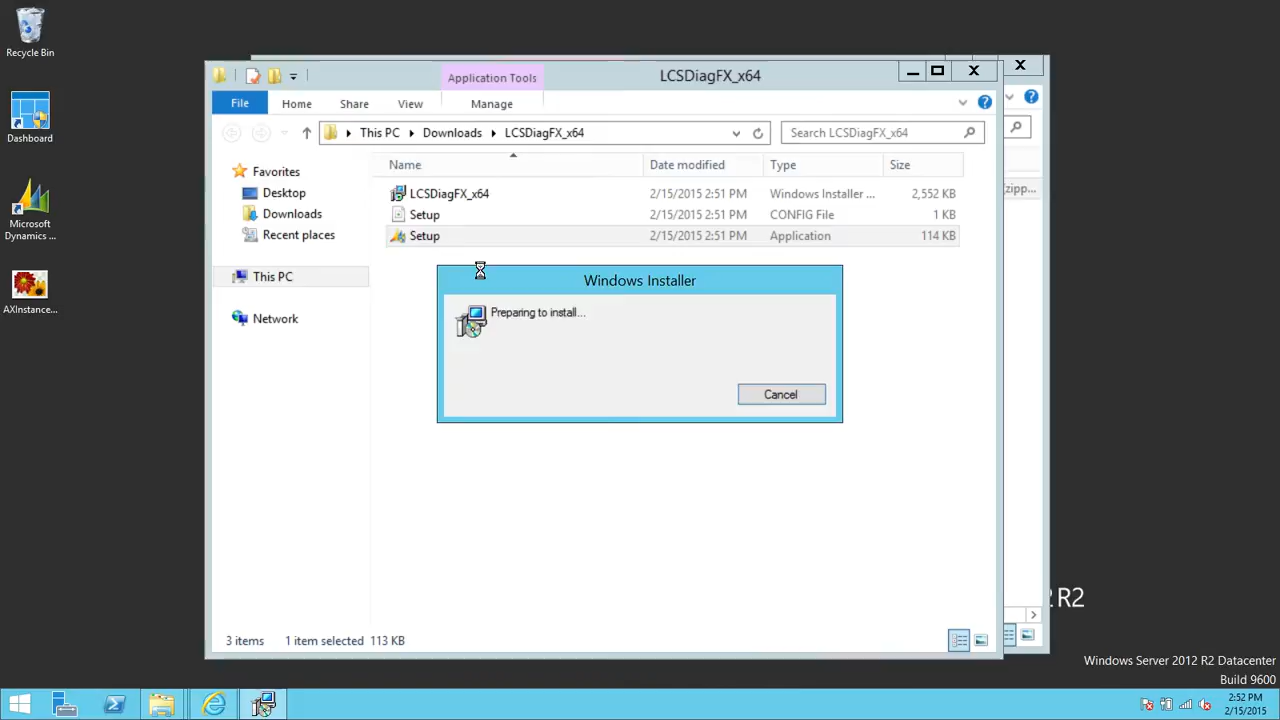 Recycle Bin
Dashboard
Microsoft
Dynamics ...
AXInstance...
Application Tools
LCSDiagFX_x64
File
Home
Share
View
Manage
This PC
Downloads
LCSDiagFX_x64
Search LCSDiagFX_x64
Name
Date modified
Type
Size
Favorites
Desktop
Downloads
Recent places
This PC
Network
LCSDiagFX_x64
2/15/2015 2:51 PM
Windows Installer ...
2,552 KB
Setup
2/15/2015 2:51 PM
CONFIG File
1 KB
Setup
2/15/2015 2:51 PM
Application
114 KB
(zipp...
Windows Installer
Preparing to install...
Cancel
3 items
1 item selected 113 KB
2 R2
Windows Server 2012 R2 Datacenter
Build 9600
2:52 PM
2/15/2015